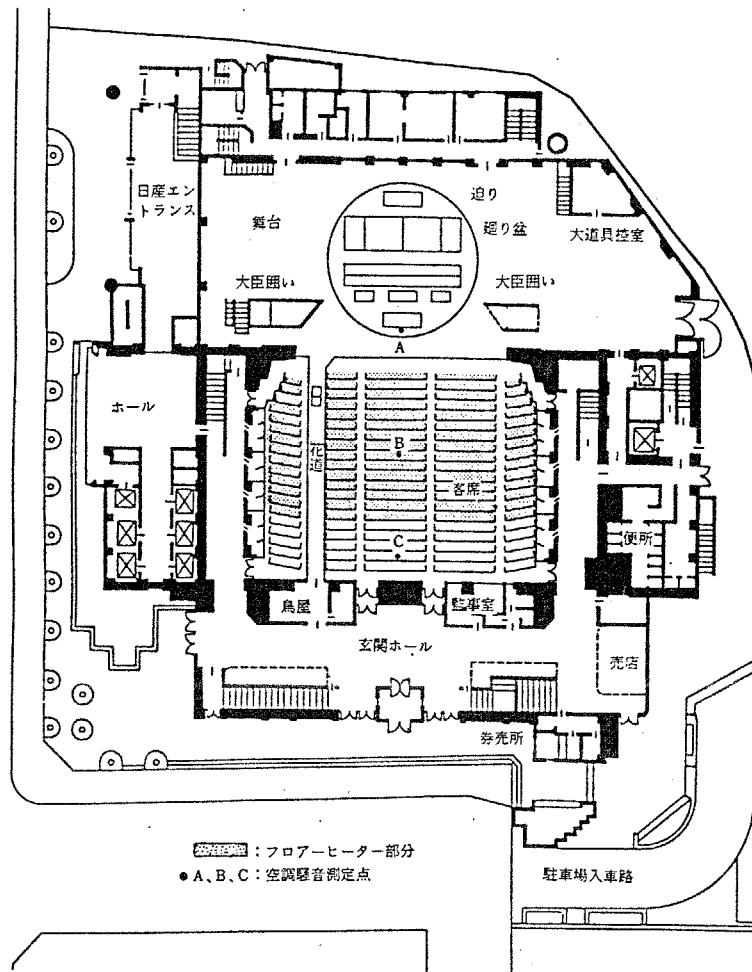 日産エン
トランス
舞台
迫り
廻り盆
大道具控室
大臣囲い
大臣囲い
A
ホール
花道
B
客席
C
便所
鳥屋
監事室
玄関ホール
売店
券売所
：フロアーヒーター部分
●A、B、C：空調騒音測定点
駐車場入車路